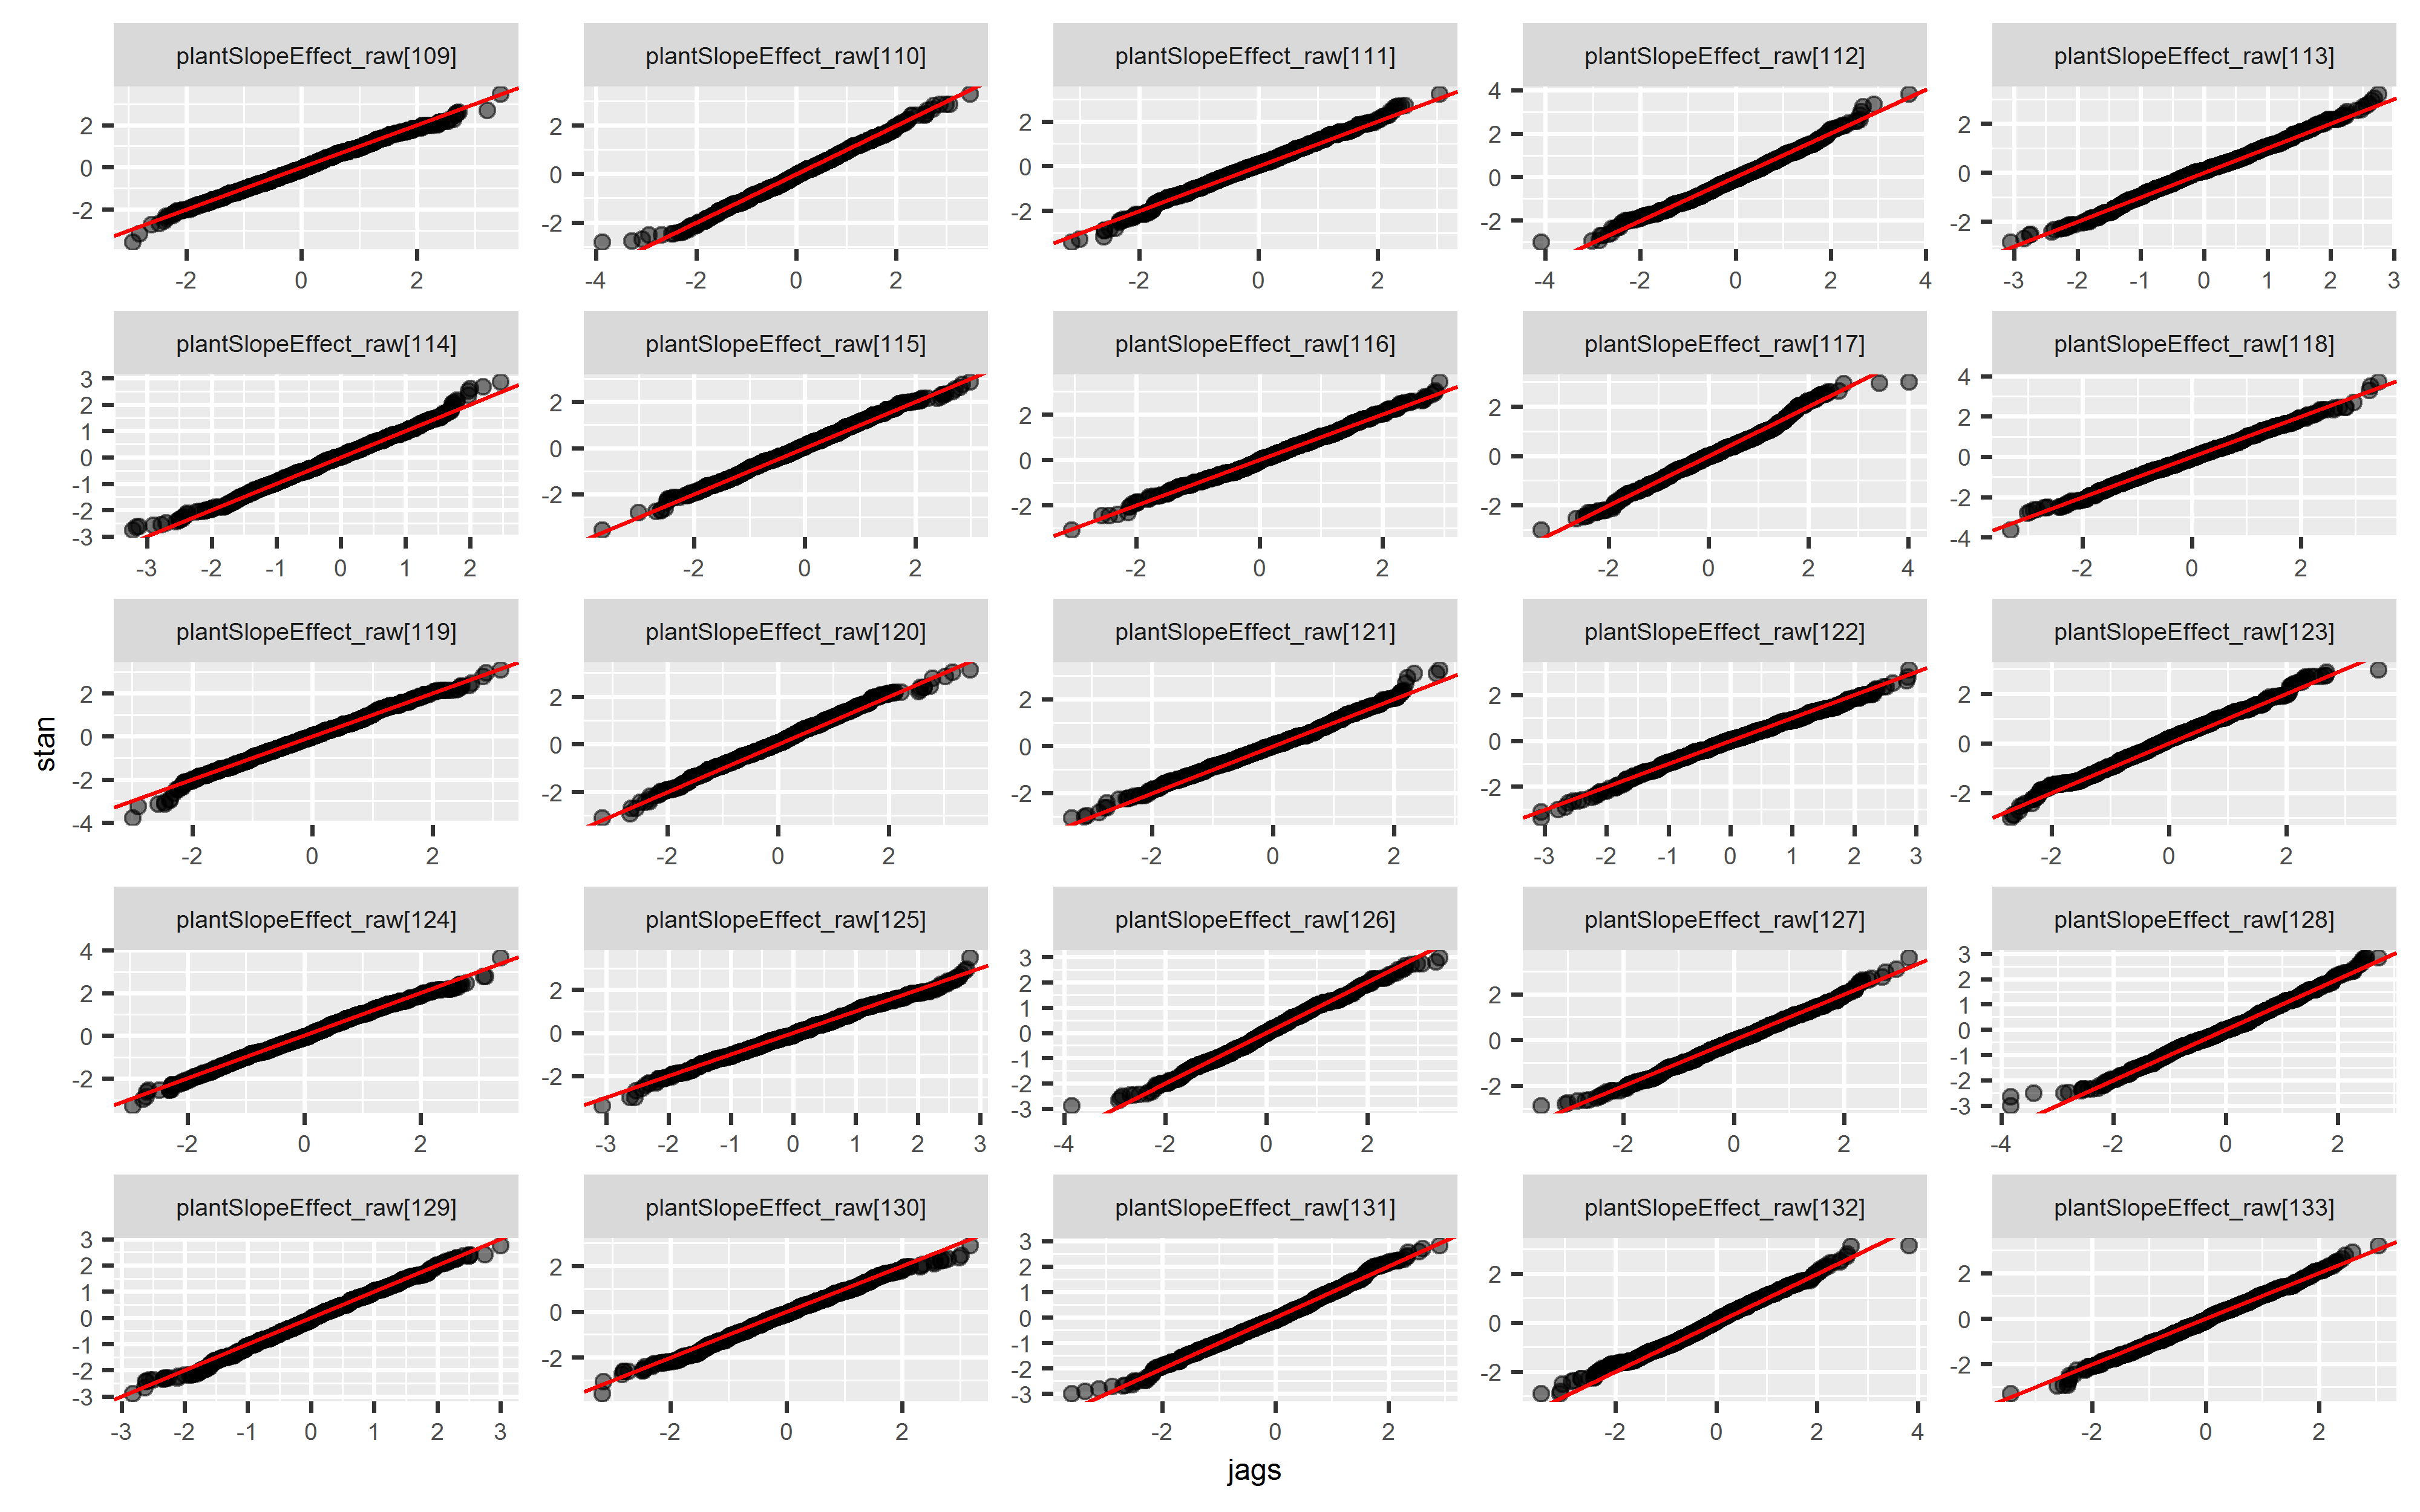 plantSlopeEffect_raw[109] plantSlopeEffect_raw[110] plantSlopeEffect_raw[111] plantSlopeEffect_raw[112] plantSlopeEffect_raw[113]
2 2 2 4 2
0 0 0 2 0
-2 -2 -2 0 -2
-2
-2 0 2 -4 -2 0 2 -2 0 2 -4 -2 0 2 4 -3 -2 -1 0 1 2 3
plantSlopeEffect_raw[114] plantSlopeEffect_raw[115] plantSlopeEffect_raw[116] plantSlopeEffect_raw[117] plantSlopeEffect_raw[118]
3 2 2 2 4
2 0 0 0 2
1 -2 -2 -2 0
0 -2
-1 -4
-2
-3
-3 -2 -1 0 1 2 -2 0 2 -2 0 2 -2 0 2 4 -2 0 2
plantSlopeEffect_raw[119] plantSlopeEffect_raw[120] plantSlopeEffect_raw[121] plantSlopeEffect_raw[122] plantSlopeEffect_raw[123]
2 2 2 2 2
0 0 0 0 0
-2 -2 -2 -2 -2
-4
-2 0 2 -2 0 2 -2 0 2 -3 -2 -1 0 1 2 3 -2 0 2
stan
plantSlopeEffect_raw[124] plantSlopeEffect_raw[125] plantSlopeEffect_raw[126] plantSlopeEffect_raw[127] plantSlopeEffect_raw[128]
4 2 3 2 3
2 0 2 0 2
0 -2 1 -2 1
-2 0 0
-1 -1
-2 -2
-3 -3
-2 0 2 -3 -2 -1 0 1 2 3 -4 -2 0 2 -2 0 2 -4 -2 0 2
plantSlopeEffect_raw[129] plantSlopeEffect_raw[130] plantSlopeEffect_raw[131] plantSlopeEffect_raw[132] plantSlopeEffect_raw[133]
3 2 3 2 2
2 0 2 0 0
1 -2 1 -2 -2
0 0
-1 -1
-2 -2
-3 -3
-3 -2 -1 0 1 2 3 -2 0 2 -2 0 2 -2 0 2 4 -2 0 2
jags